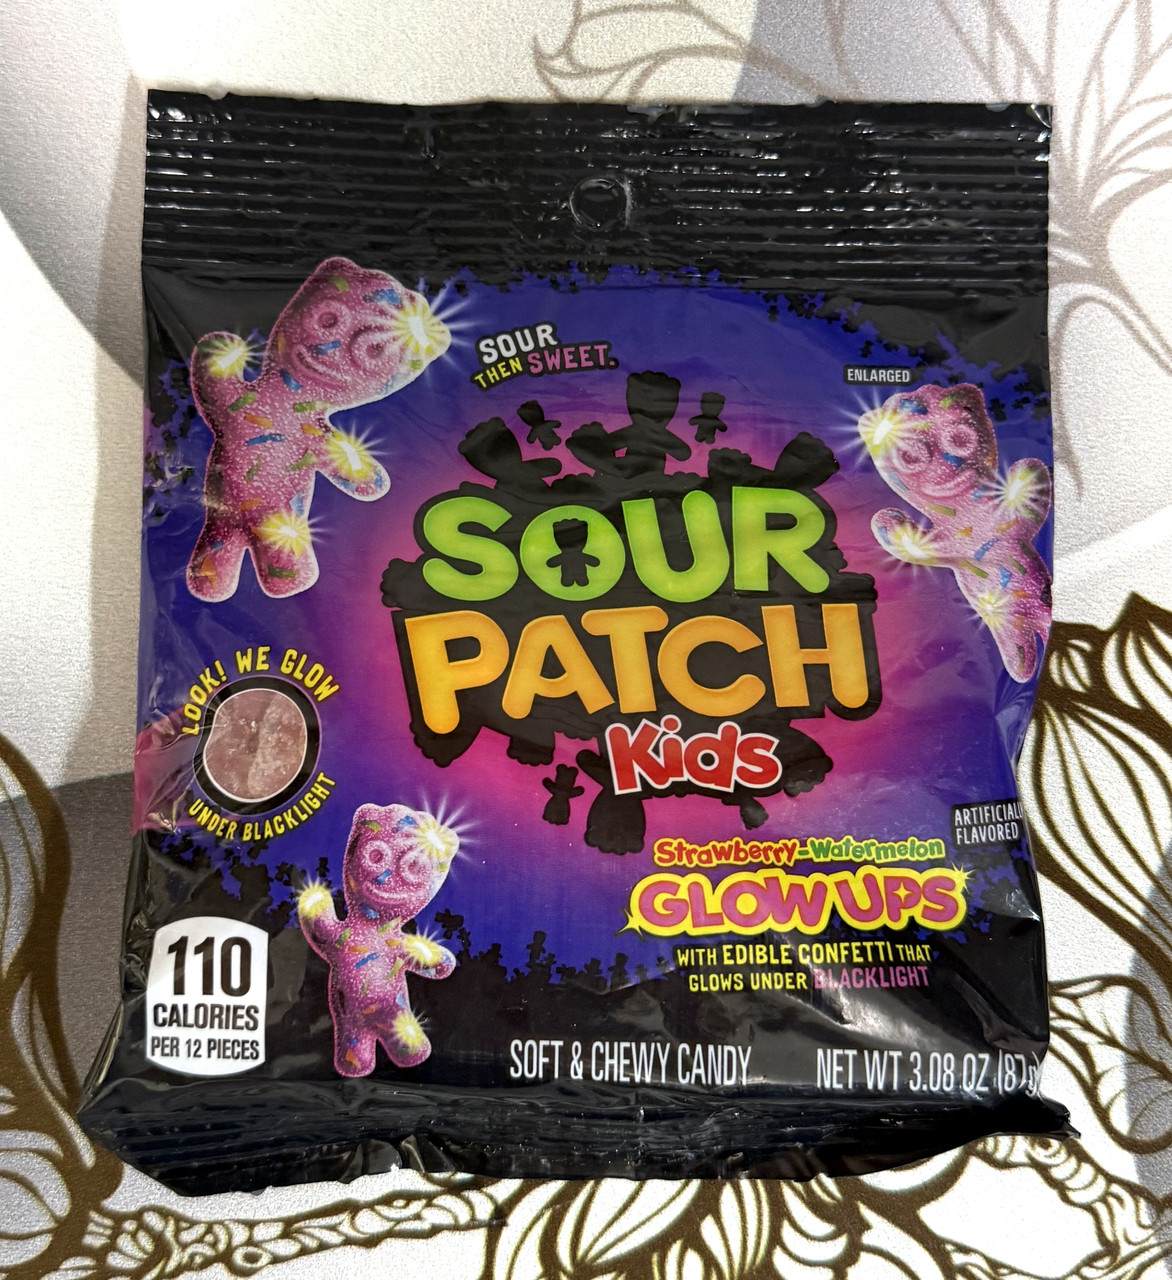 SOUR
THEN SWEET.
ENLARGED
SOUR
PATCH
Kids
LOOK! WE GLOW
UNDER BLACKLIGHT
ARTIFICIALLY
FLAVORED
Strawberry-Watermelon
GLOW UPS
WITH EDIBLE CONFETTI THAT
GLOWS UNDER BLACKLIGHT
110
CALORIES
PER 12 PIECES
SOFT & CHEWY CANDY
NET WT 3.08 OZ (87g)